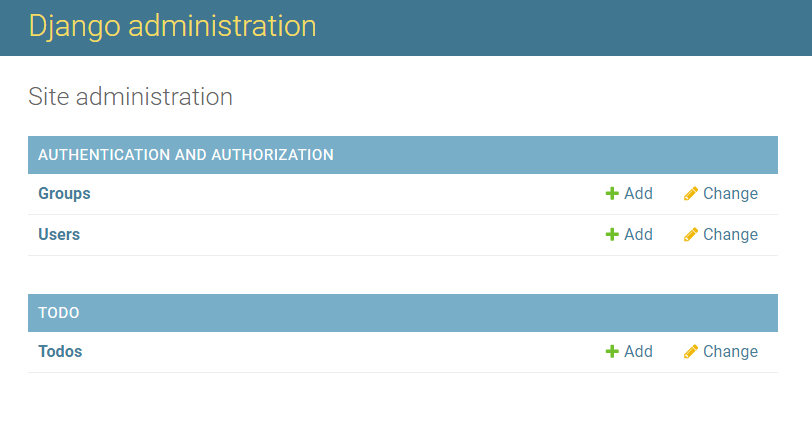 Django administration
Site administration
AUTHENTICATION AND AUTHORIZATION
Groups Add Change
Users Add Change
TODO
Todos Add Change